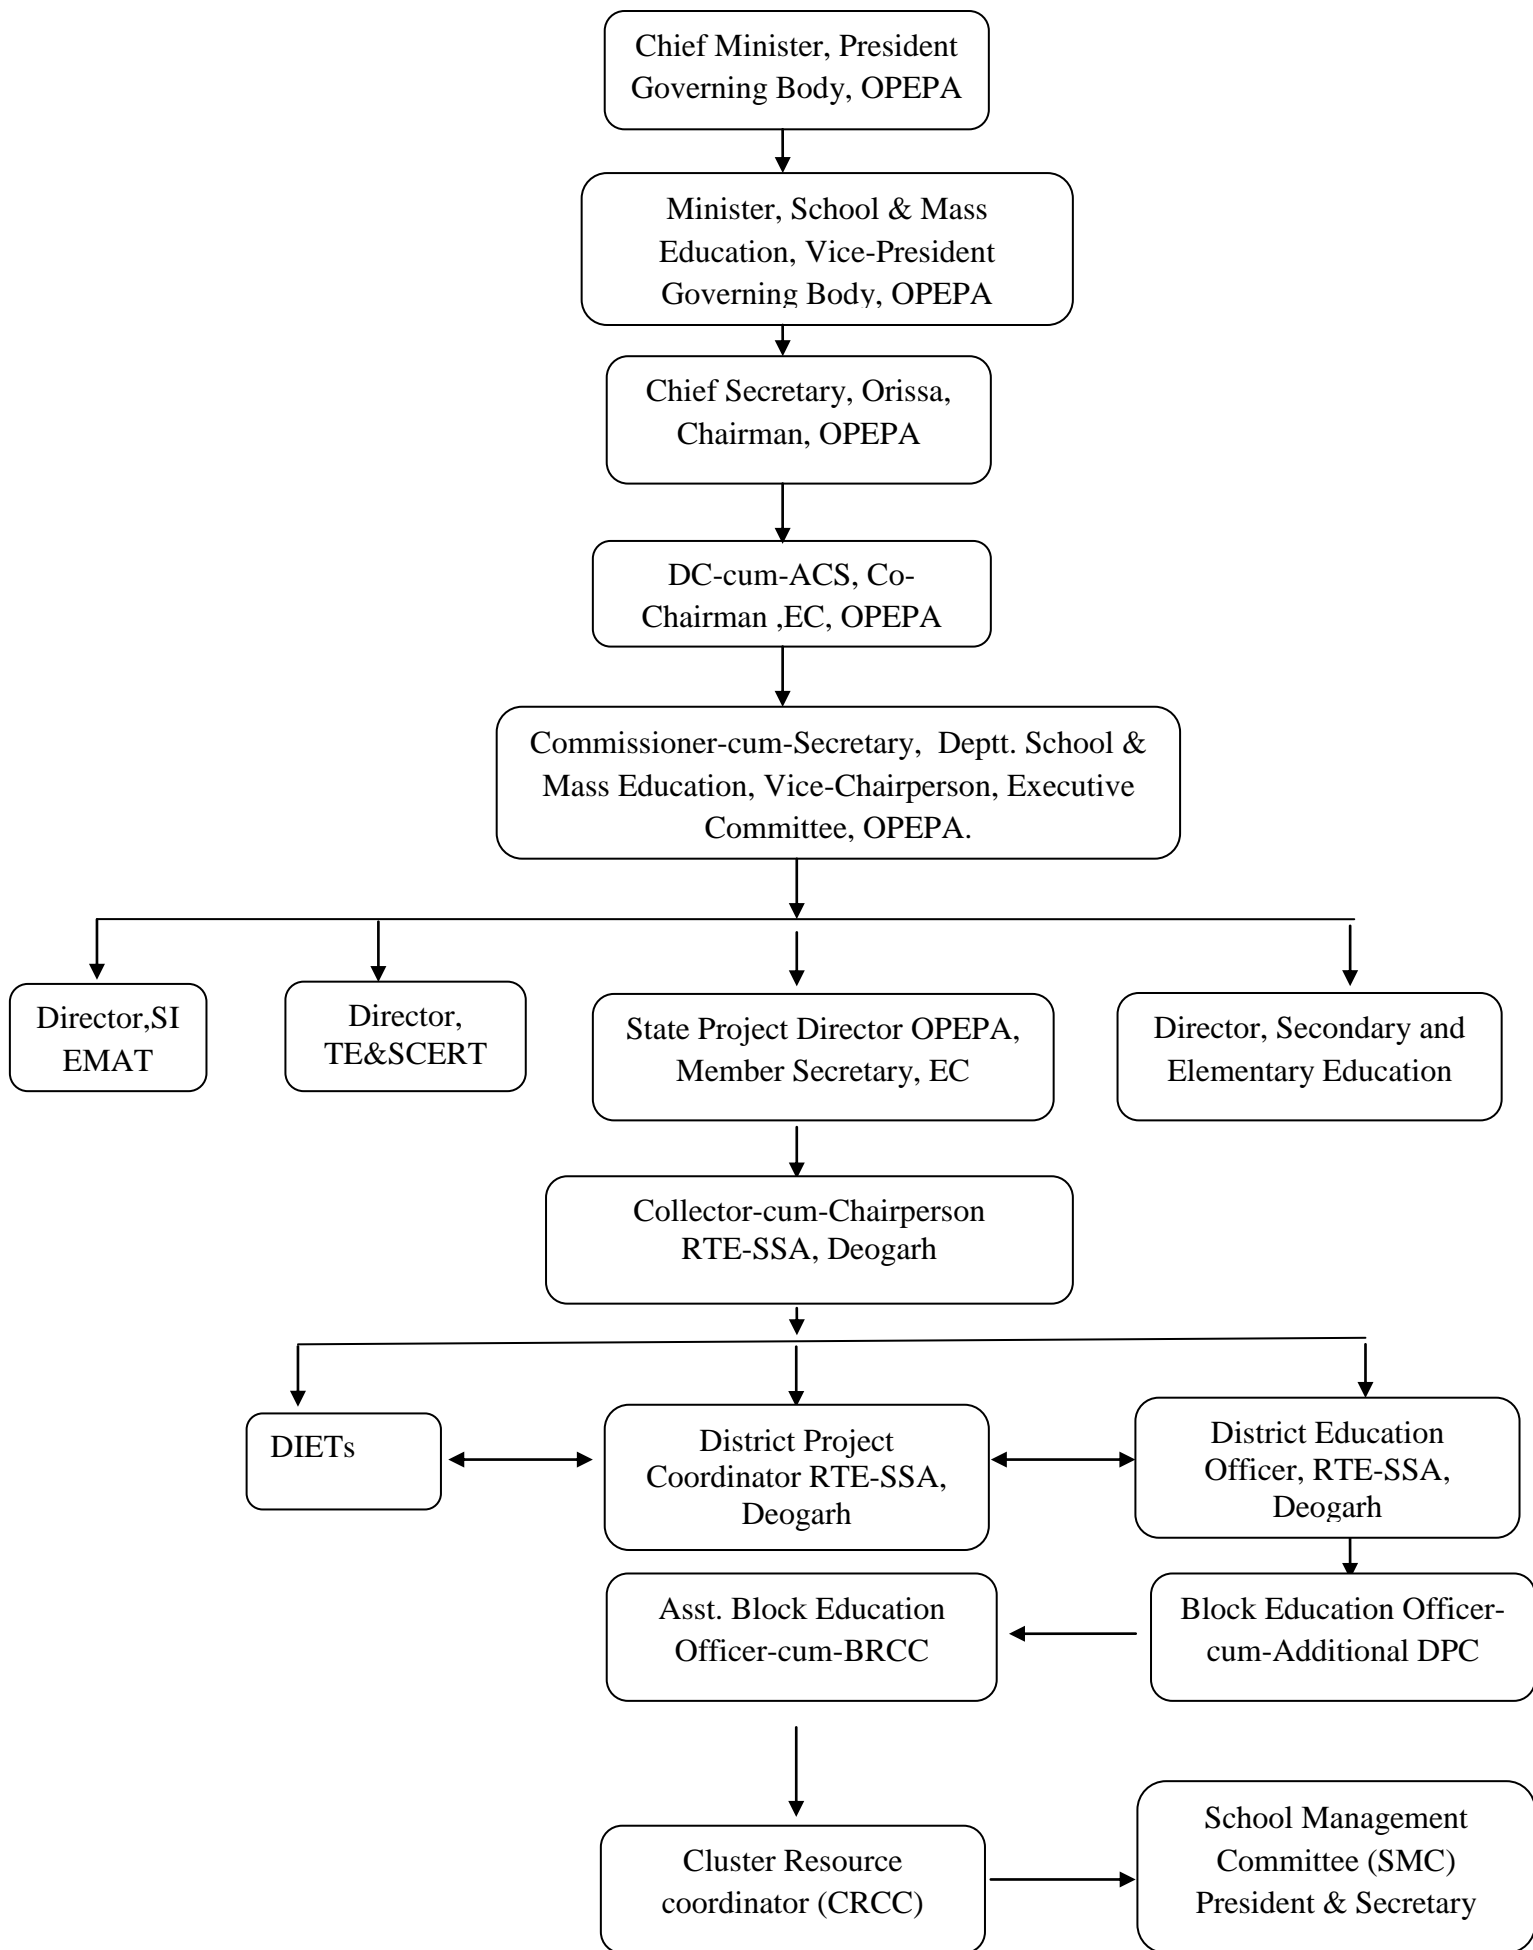 Chief Minister, President
Governing Body, OPEPA
Minister, School & Mass
Education, Vice-President
Governing Body, OPEPA
Chief Secretary, Orissa,
Chairman, OPEPA
DC-cum-ACS, Co-
Chairman ,EC, OPEPA
Commissioner-cum-Secretary, Deptt. School &
Mass Education, Vice-Chairperson, Executive
Committee, OPEPA.
Director,SI
EMAT
Director,
TE&SCERT
State Project Director OPEPA,
Member Secretary, EC
Director, Secondary and
Elementary Education
Collector-cum-Chairperson
RTE-SSA, Deogarh
DIETs
District Project
Coordinator RTE-SSA,
Deogarh
District Education
Officer, RTE-SSA,
Deogarh
Asst. Block Education
Officer-cum-BRCC
Block Education Officer-
cum-Additional DPC
Cluster Resource
coordinator (CRCC)
School Management
Committee (SMC)
President & Secretary